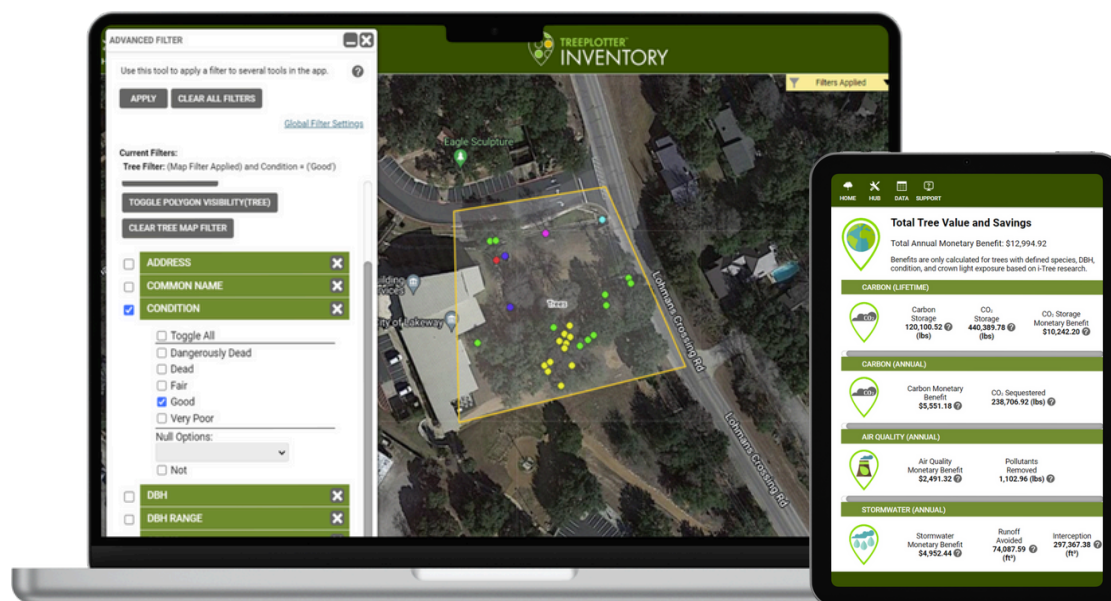 ADVANCED FILTER
Use this tool to apply a filter to several tools in the app.
APPLY
CLEAR ALL FILTERS
Global Filter Settings
Current Filters:
Tree Filter: (Map Filter Applied) and Condition = ('Good')
TOGGLE POLYGON VISIBILITY(TREE)
CLEAR TREE MAP FILTER
ADDRESS
COMMON NAME
CONDITION
Toggle All
Dangerously Dead
Dead
Fair
Good
Very Poor
Null Options:
Not
DBH
DBH RANGE
TREEPLOTTER™
INVENTORY
Filters Applied
Eagle Sculpture
Trees
ity of Lakeway
Lohmans Crossing Rd
Lohmans Crossing Rd
HOME
HUB
DATA
SUPPORT
Total Tree Value and Savings
Total Annual Monetary Benefit: $12,994.92
Benefits are only calculated for trees with defined species, DBH,
condition, and crown light exposure based on i-Tree research.
CARBON (LIFETIME)
CO₂
Carbon
Storage
120,100.52
(lbs)
CO₂
Storage
440,389.78
(lbs)
CO₂ Storage
Monetary Benefit
$10,242.20
CARBON (ANNUAL)
CO₂
Carbon Monetary
Benefit
$5,551.18
CO₂ Sequestered
238,706.92 (lbs)
AIR QUALITY (ANNUAL)
Air Quality
Monetary Benefit
$2,491.32
Pollutants
Removed
1,102.96 (lbs)
STORMWATER (ANNUAL)
Stormwater
Monetary Benefit
$4,952.44
Runoff
Avoided
74,087.59
(ft³)
Interception
297,367.38
(ft³)